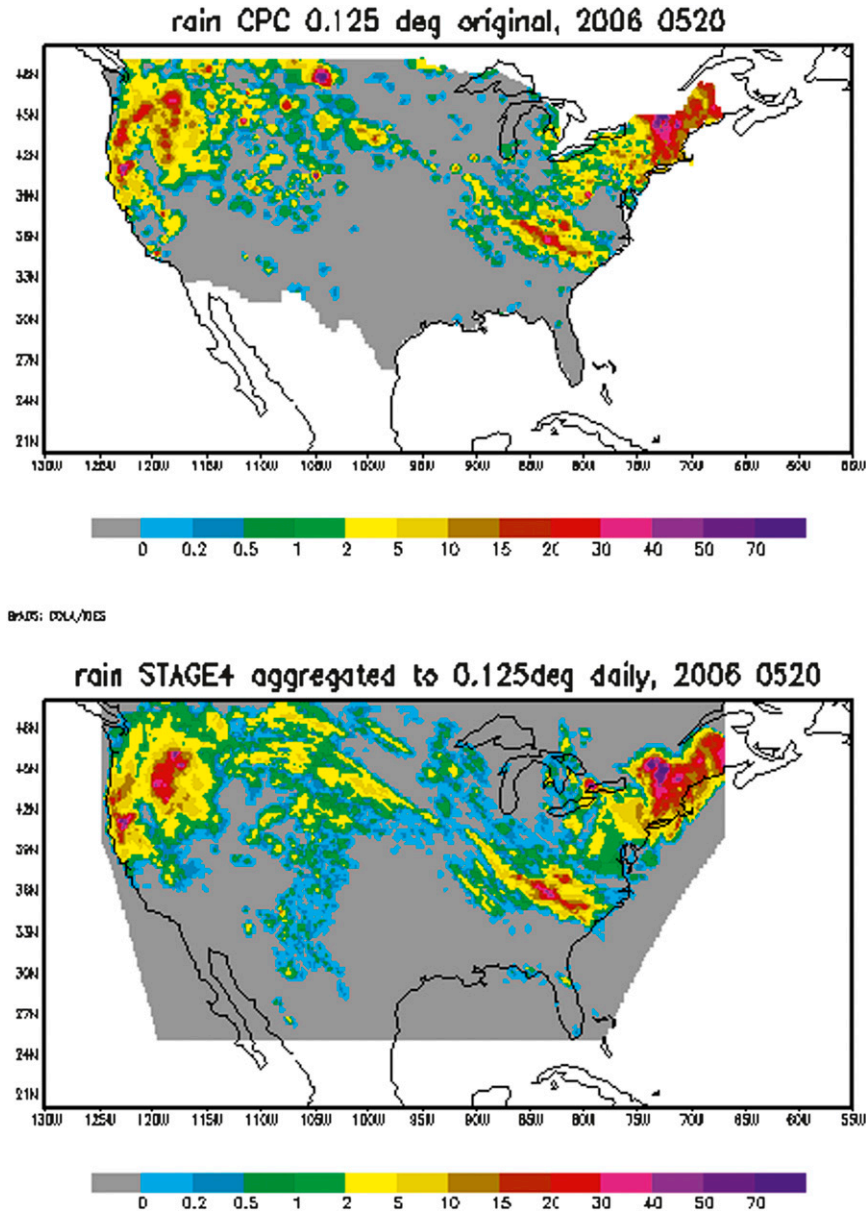 rain CPC 0.125 deg original, 2006 0520
48N
45N
42N
39N
36N
33N
30N
27N
24N
21N
130W 125W 120W 115W 110W 105W 100W 95W 90W 85W 80W 75W 70W 65W 60W 55W
0 0.2 0.5 1 2 5 10 15 20 30 40 50 70
GrADS: COLA/IGES
rain STAGE4 aggregated to 0.125deg daily, 2006 0520
48N
45N
42N
39N
36N
33N
30N
27N
24N
21N
130W 125W 120W 115W 110W 105W 100W 95W 90W 85W 80W 75W 70W 65W 60W 55W
0 0.2 0.5 1 2 5 10 15 20 30 40 50 70